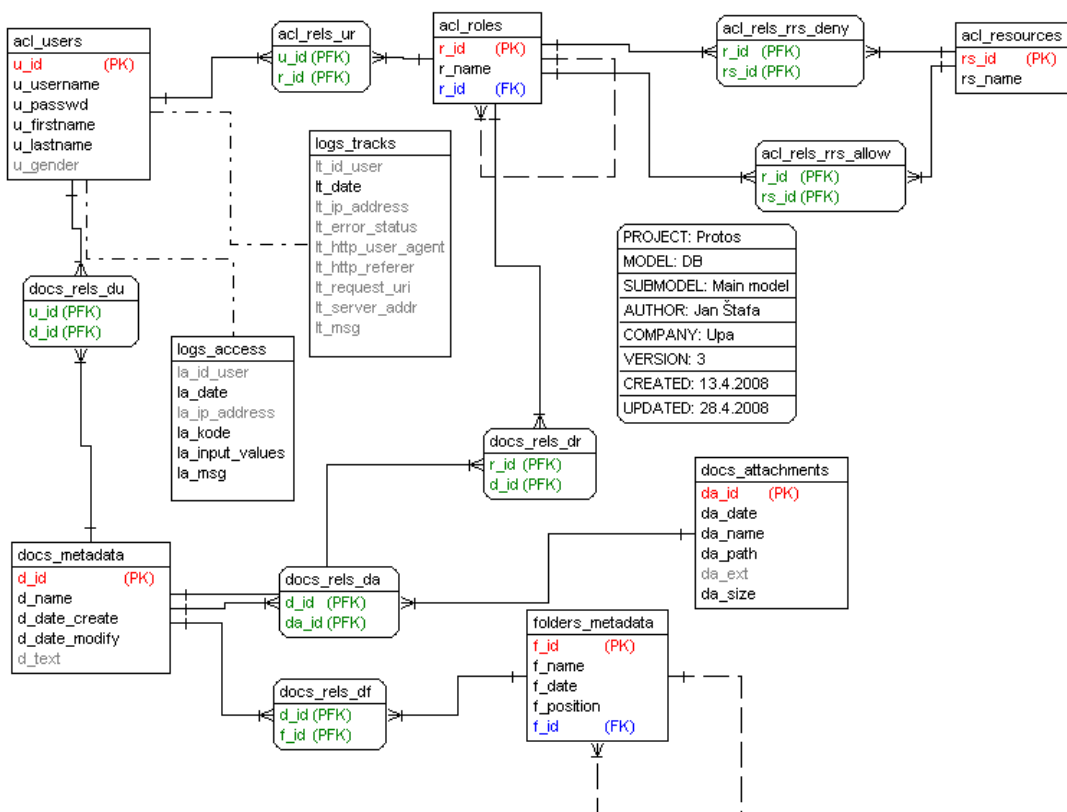 acl_users
u_id (PK)
u_username
u_passwd
u_firstname
u_lastname
u_gender
acl_rels_ur
u_id (PFK)
r_id (PFK)
acl_roles
r_id (PK)
r_name
r_id (FK)
acl_rels_rrs_deny
r_id (PFK)
rs_id (PFK)
acl_resources
rs_id (PK)
rs_name
logs_tracks
lt_id_user
lt_date
lt_ip_address
lt_error_status
lt_http_user_agent
lt_http_referer
lt_request_uri
lt_server_addr
lt_msg
acl_rels_rrs_allow
r_id (PFK)
rs_id (PFK)
PROJECT: Protos
MODEL: DB
SUBMODEL: Main model
AUTHOR: Jan Štafa
COMPANY: Upa
VERSION: 3
CREATED: 13.4.2008
UPDATED: 28.4.2008
docs_rels_du
u_id (PFK)
d_id (PFK)
logs_access
la_id_user
la_date
la_ip_address
la_kode
la_input_values
la_msg
docs_rels_dr
r_id (PFK)
d_id (PFK)
docs_attachments
da_id (PK)
da_date
da_name
da_path
da_ext
da_size
docs_metadata
d_id (PK)
d_name
d_date_create
d_date_modify
d_text
docs_rels_da
d_id (PFK)
da_id (PFK)
folders_metadata
f_id (PK)
f_name
f_date
f_position
f_id (FK)
docs_rels_df
d_id (PFK)
f_id (PFK)